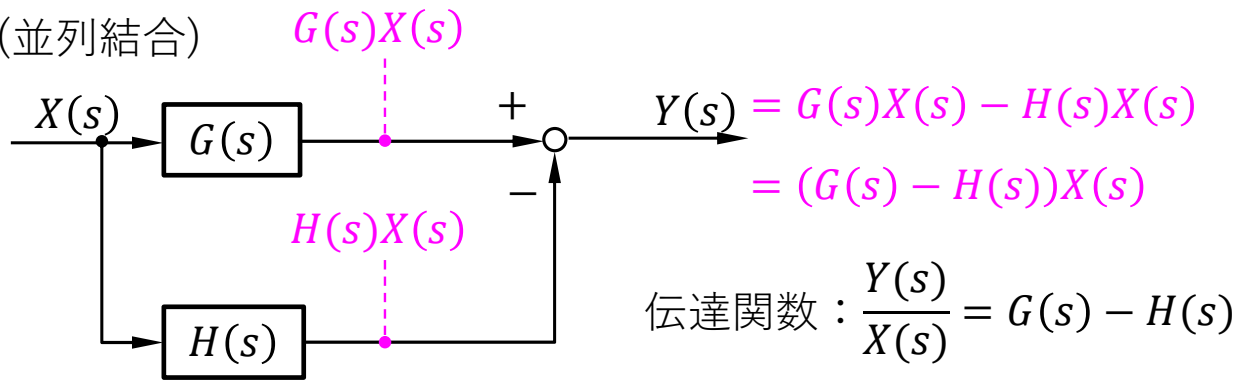 (並列結合)
G(s)X(s)
X(s)
G(s)
+
−
Y(s) = G(s)X(s) − H(s)X(s)
= (G(s) − H(s))X(s)
H(s)X(s)
H(s)
伝達関数：Y(s)/X(s) = G(s) − H(s)